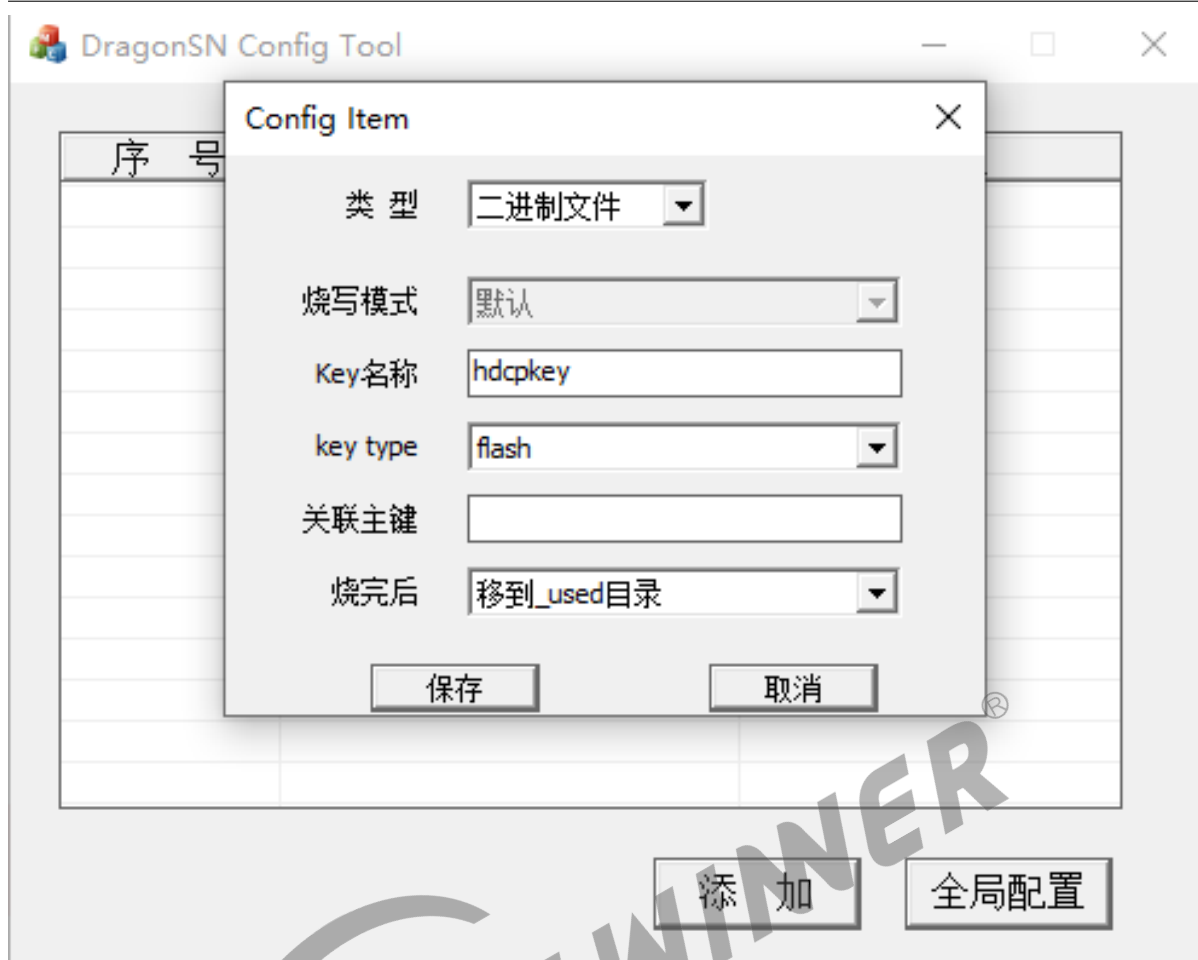 DragonSN Config Tool
Config Item
序 号
类 型
二进制文件
烧写模式
默认
Key名称
hdcpkey
key type
flash
关联主键
烧完后
移到_used目录
保存
取消
添 加
全局配置
WINNER®